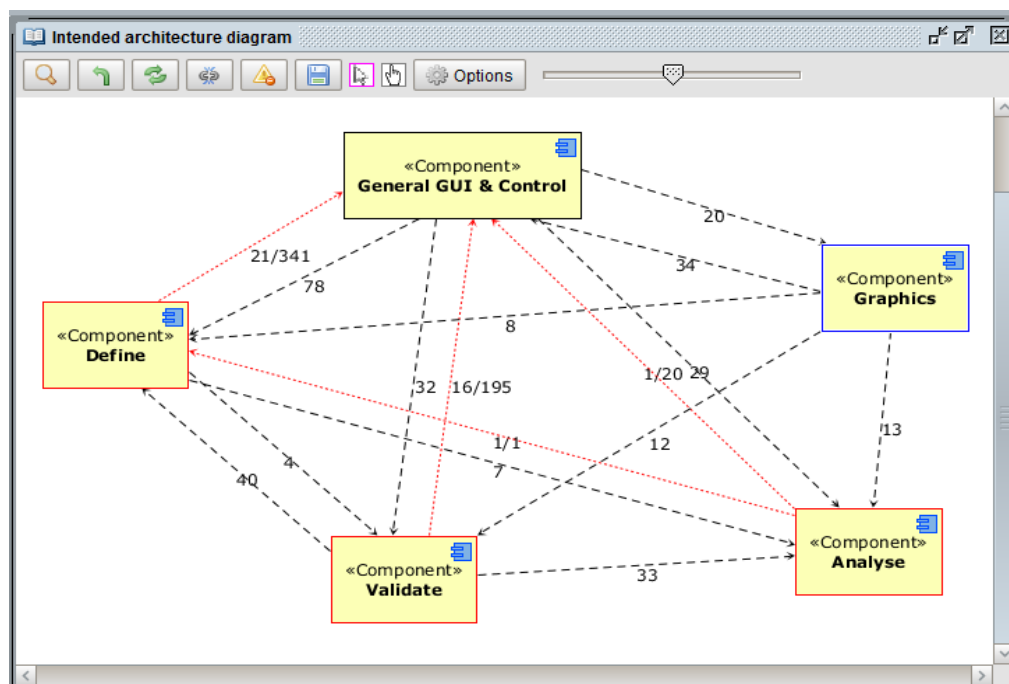 Intended architecture diagram
Options
«Component»
General GUI & Control
20
21/341
34
«Component»
Graphics
78
«Component»
Define
8
32
16/195
1/20
29
1/1
12
13
4
7
40
«Component»
Analyse
«Component»
Validate
33